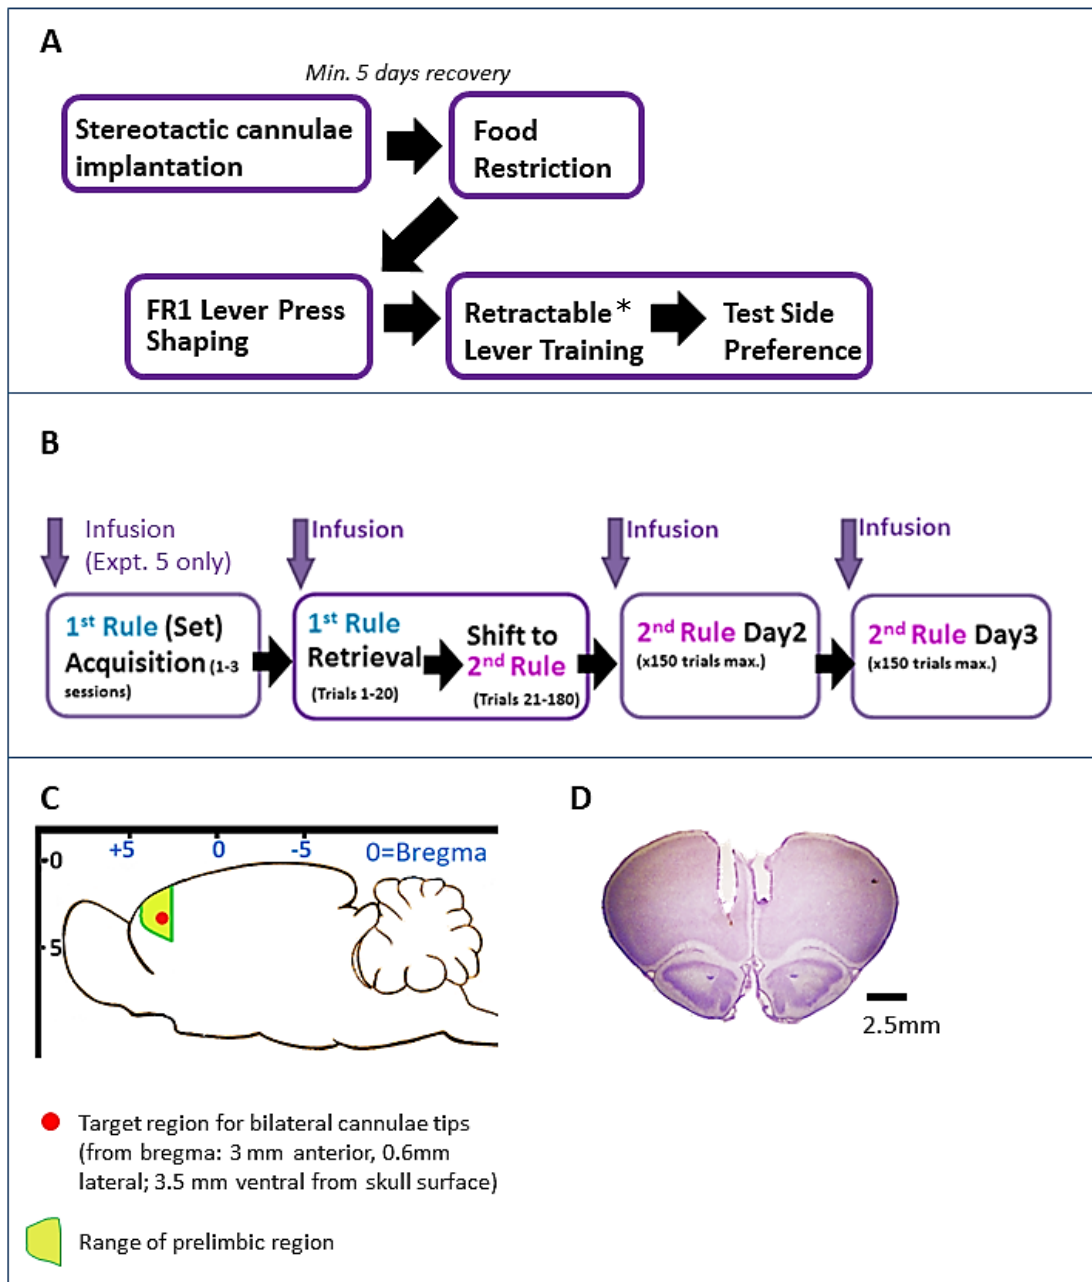 A
Min. 5 days recovery
Stereotactic cannulae
implantation
Food
Restriction
FR1 Lever Press
Shaping
Retractable*
Lever Training
Test Side
Preference
B
Infusion
(Expt. 5 only)
Infusion
Infusion
Infusion
1st Rule (Set)
Acquisition (1-3
sessions)
1st Rule
Retrieval
(Trials 1-20)
Shift to
2nd Rule
(Trials 21-180)
2nd Rule Day2
(x150 trials max.)
2nd Rule Day3
(x150 trials max.)
C
+5 0 -5 0=Bregma
0
5
D
2.5mm
Target region for bilateral cannulae tips
(from bregma: 3 mm anterior, 0.6mm
lateral; 3.5 mm ventral from skull surface)
Range of prelimbic region